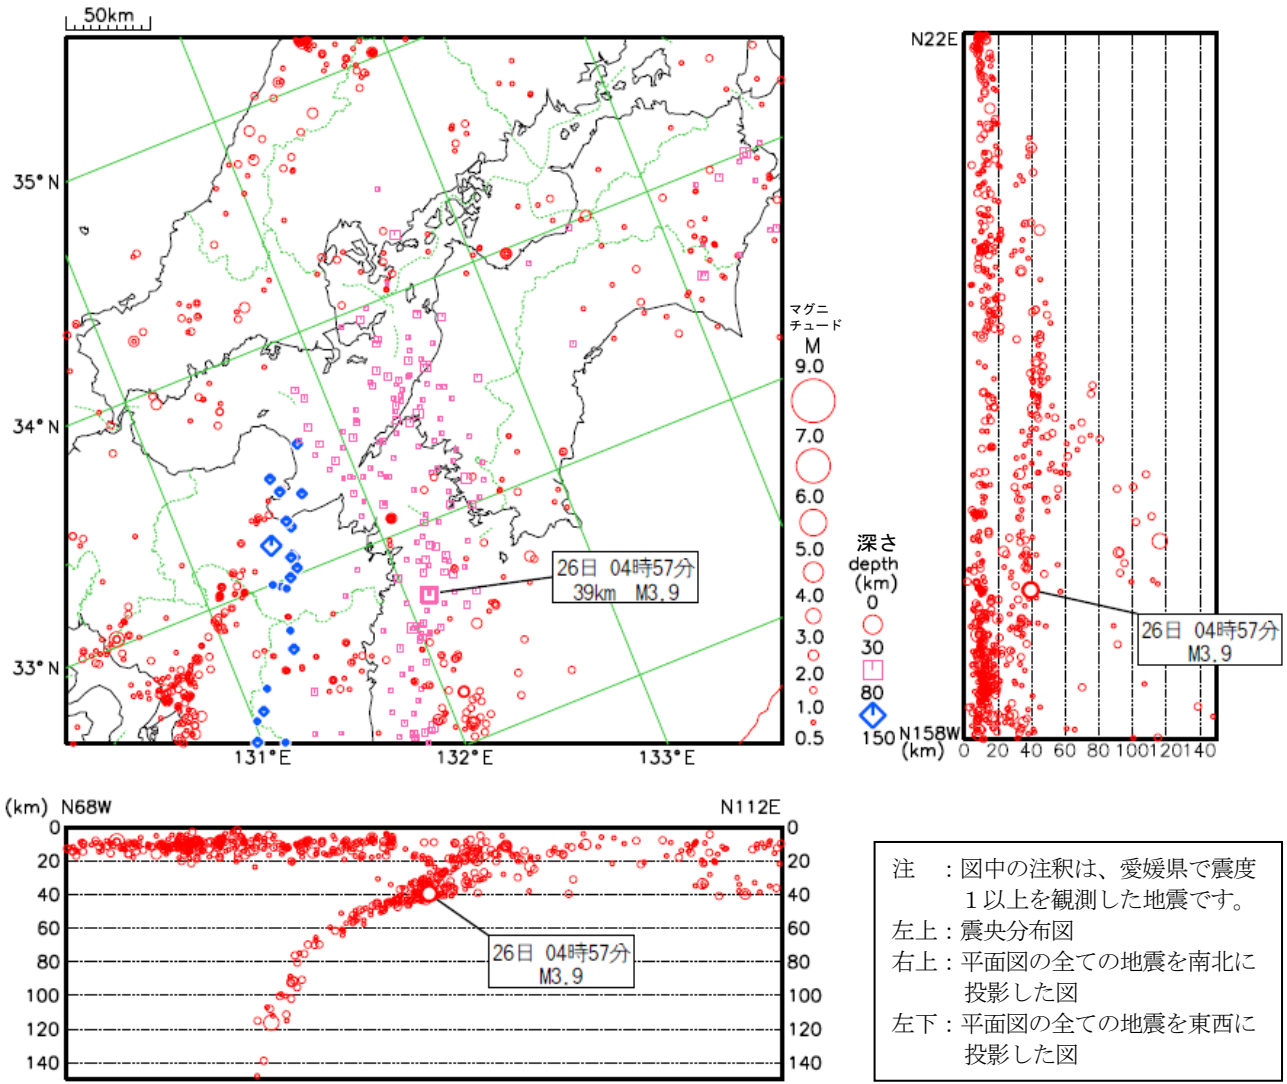 50km
35°N
34°N
33°N
131°E
132°E
133°E
26日 04時57分
39km M3.9
マグニ
チュード
M
9.0
7.0
6.0
5.0
4.0
3.0
2.0
1.0
0.5
深さ
depth
(km)
0
30
80
150
N22E
N158W
(km)
0 20 40 60 80 100 120 140
26日 04時57分
M3.9
(km) N68W
N112E
0
20
40
60
80
100
120
140
0
20
40
60
80
100
120
140
26日 04時57分
M3.9
注 :図中の注釈は、愛媛県で震度
1以上を観測した地震です。
左上:震央分布図
右上:平面図の全ての地震を南北に
投影した図
左下:平面図の全ての地震を東西に
投影した図